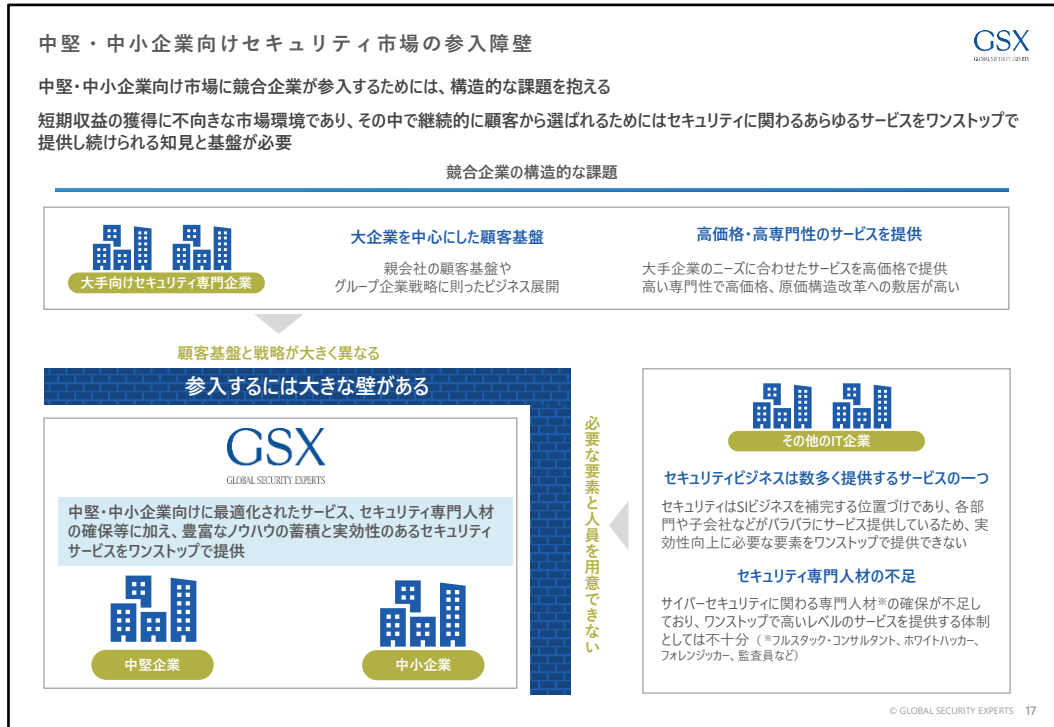 中堅・中小企業向けセキュリティ市場の参入障壁
GSX
GLOBAL SECURITY EXPERTS
中堅・中小企業向け市場に競合企業が参入するためには、構造的な課題を抱える
短期収益の獲得に不向きな市場環境であり、その中で継続的に顧客から選ばれるためにはセキュリティに関わるあらゆるサービスをワンストップで
提供し続けられる知見と基盤が必要
競合企業の構造的な課題
大手向けセキュリティ専門企業
大企業を中心にした顧客基盤
親会社の顧客基盤や
グループ企業戦略に則ったビジネス展開
高価格・高専門性のサービスを提供
大手企業のニーズに合わせたサービスを高価格で提供
高い専門性で高価格、原価構造改革への敷居が高い
顧客基盤と戦略が大きく異なる
参入するには大きな壁がある
GSX
GLOBAL SECURITY EXPERTS
中堅・中小企業向けに最適化されたサービス、セキュリティ専門人材
の確保等に加え、豊富なノウハウの蓄積と実効性のあるセキュリティ
サービスをワンストップで提供
中堅企業
中小企業
必要な要素と人員を用意できない
その他のIT企業
セキュリティビジネスは数多く提供するサービスの一つ
セキュリティはSIビジネスを補完する位置づけであり、各部
門や子会社などがバラバラにサービス提供しているため、実
効性向上に必要な要素をワンストップで提供できない
セキュリティ専門人材の不足
サイバーセキュリティに関わる専門人材※の確保が不足し
ており、ワンストップで高いレベルのサービスを提供する体制
としては不十分（※フルスタック・コンサルタント、ホワイトハッカー、
フォレンジッカー、監査員など）
© GLOBAL SECURITY EXPERTS 17